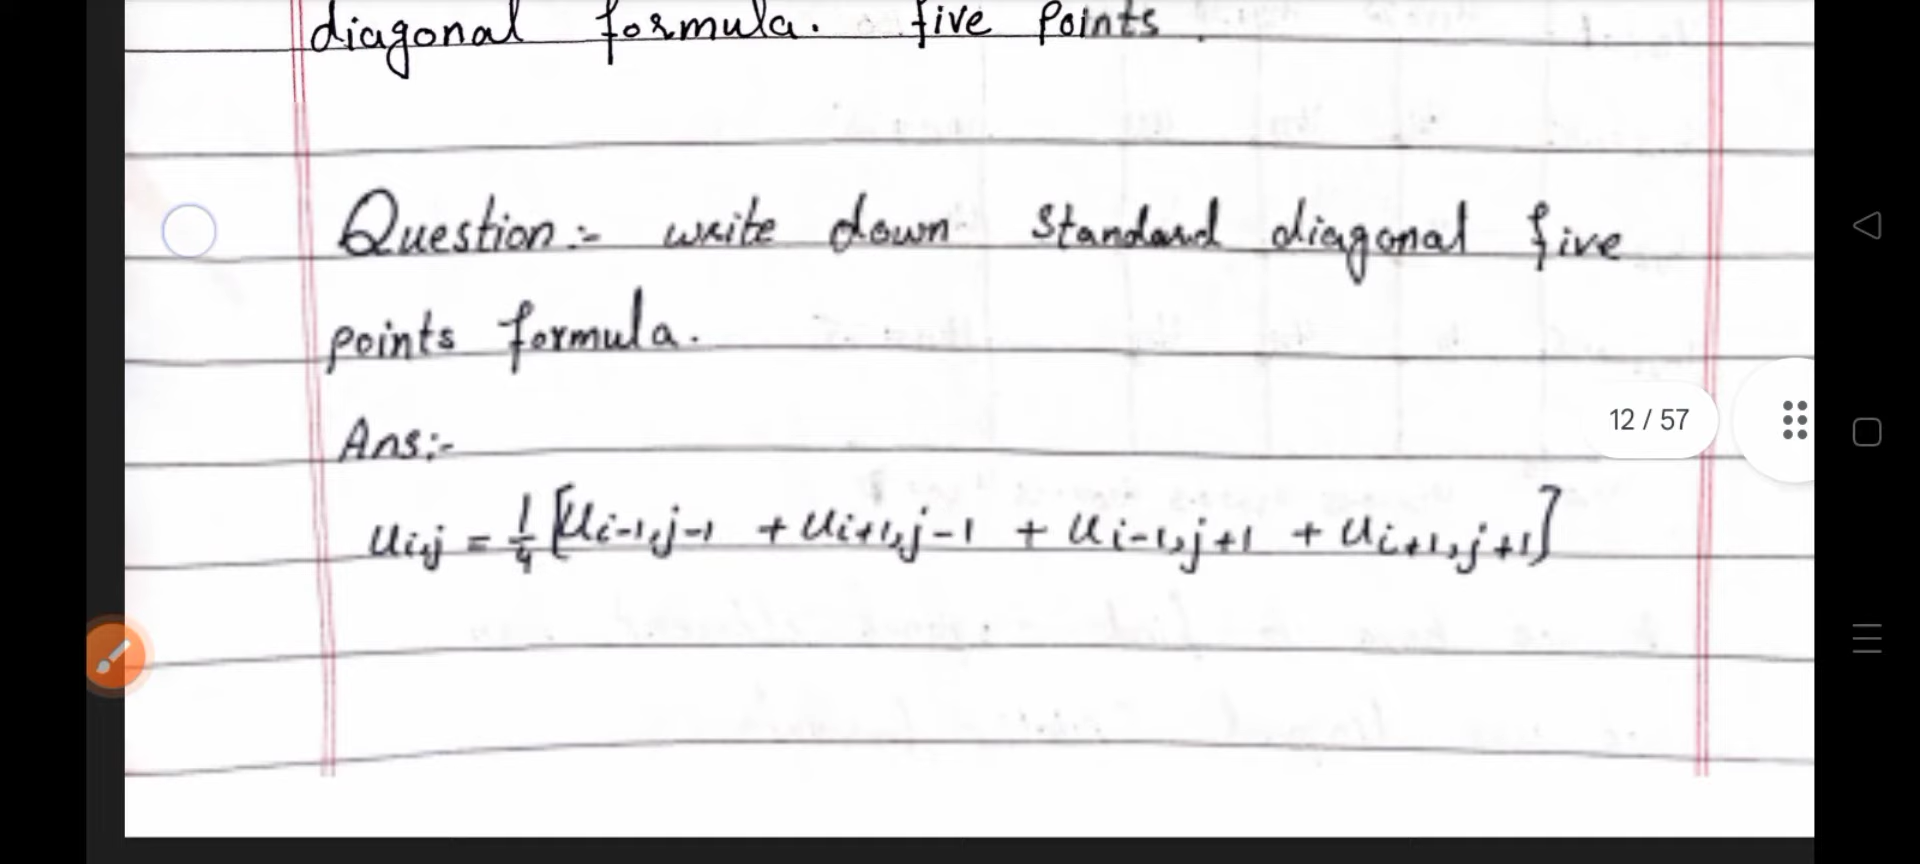 diagonal formula. five points.
Question:- write down standard diagonal five
points formula.
12 / 57
Ans:-
ui,j = 1/4 [ui-1,j-1 + ui+1,j-1 + ui-1,j+1 + ui+1,j+1]